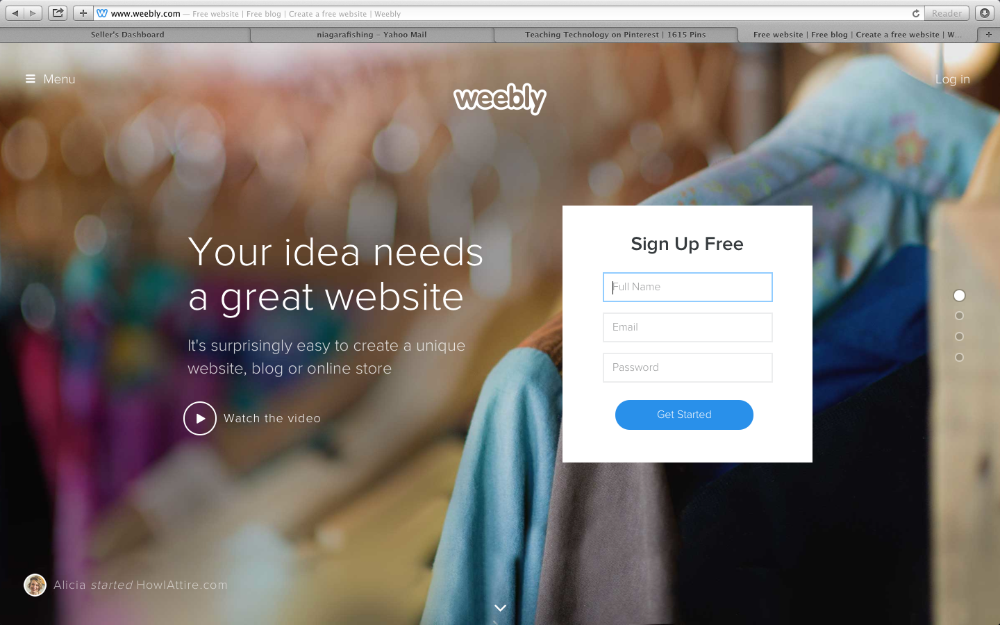 www.weebly.com — Free website | Free blog | Create a free website | Weebly
Reader
Seller's Dashboard
niagarafishing – Yahoo Mail
Teaching Technology on Pinterest | 1615 Pins
Free website | Free blog | Create a free website | W...
Menu
weebly
Log in
Your idea needs
a great website
It's surprisingly easy to create a unique
website, blog or online store
Watch the video
Sign Up Free
Full Name
Email
Password
Get Started
Alicia started HowlAttire.com